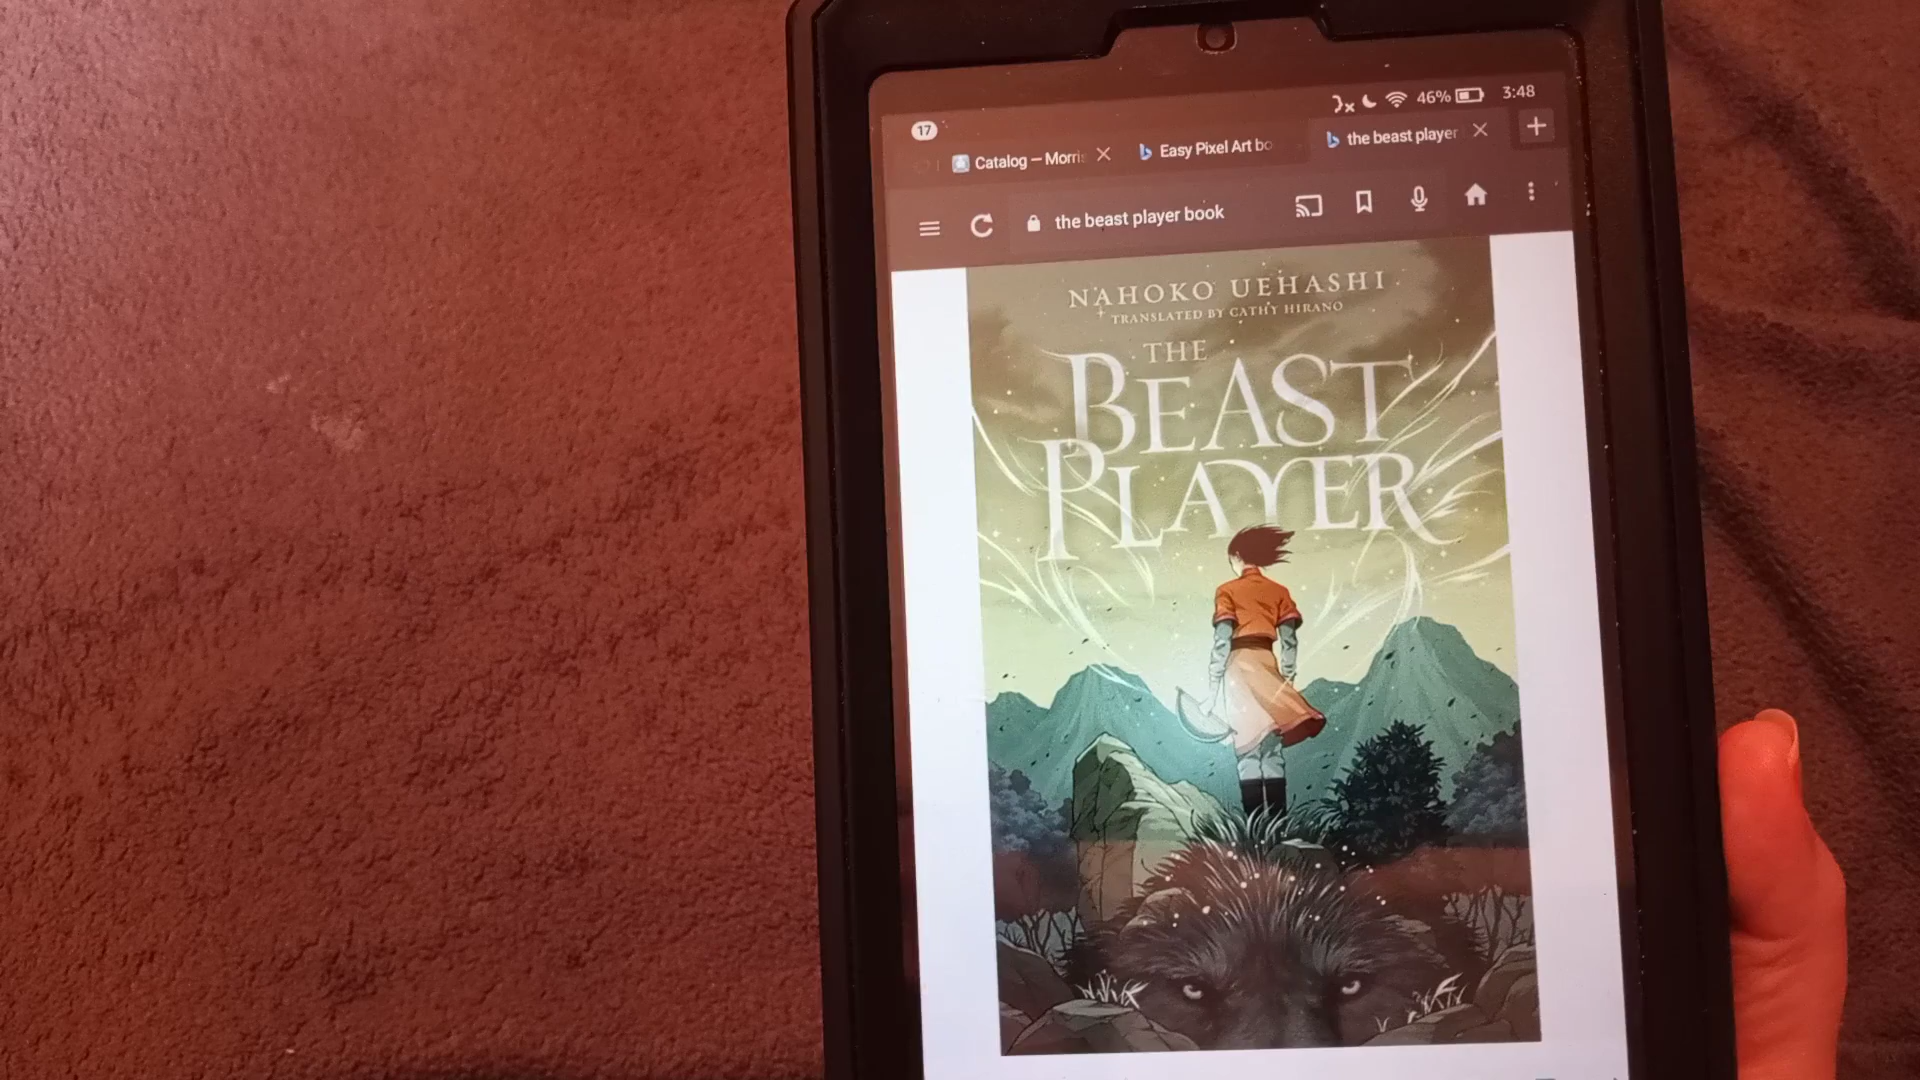 46% 3:48
17
Catalog – Morris
Easy Pixel Art bo
the beast player
the beast player book
NAHOKO UEHASHI
TRANSLATED BY CATHY HIRANO
THE
BEAST
PLAYER